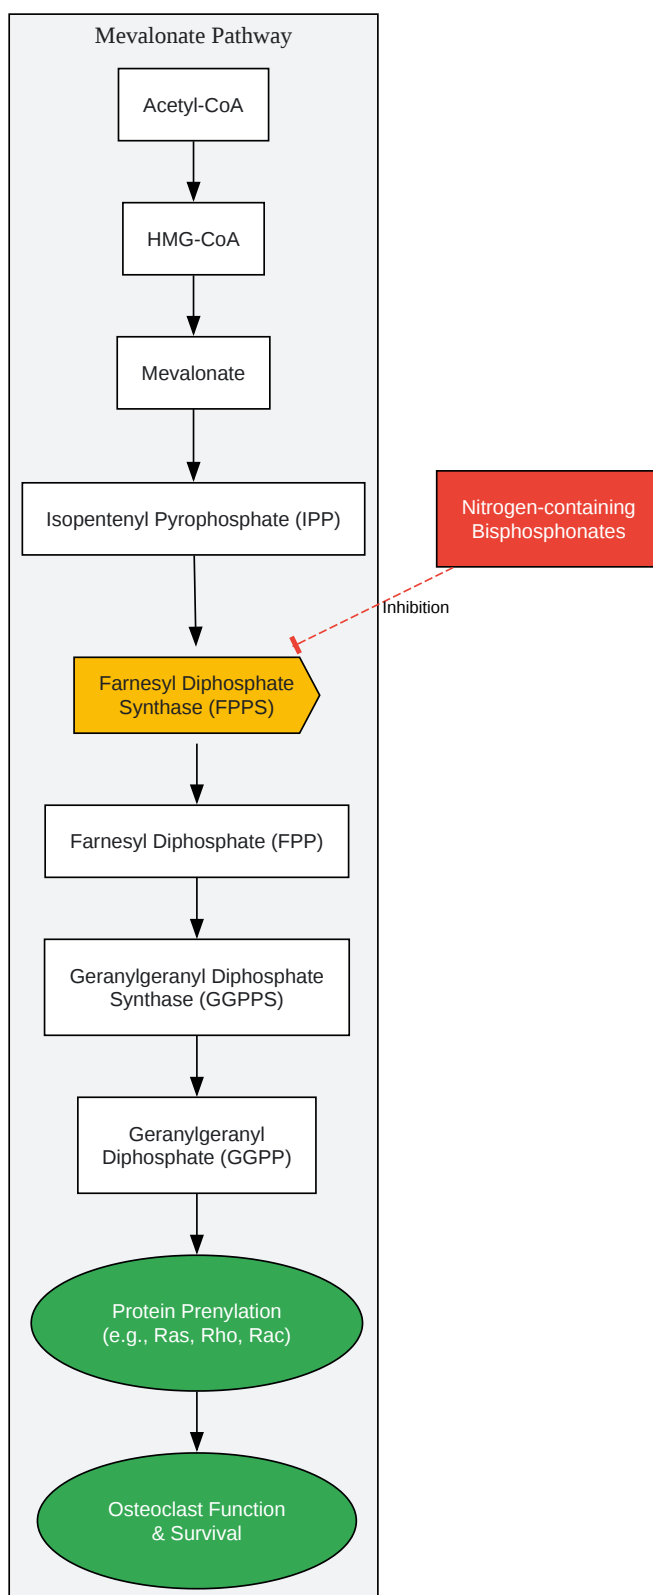 Mevalonate Pathway
Acetyl-CoA
HMG-CoA
Mevalonate
Isopentenyl Pyrophosphate (IPP)
Nitrogen-containing
Bisphosphonates
Inhibition
Farnesyl Diphosphate
Synthase (FPPS)
Farnesyl Diphosphate (FPP)
Geranylgeranyl Diphosphate
Synthase (GGPPS)
Geranylgeranyl
Diphosphate (GGPP)
Protein Prenylation
(e.g., Ras, Rho, Rac)
Osteoclast Function
& Survival